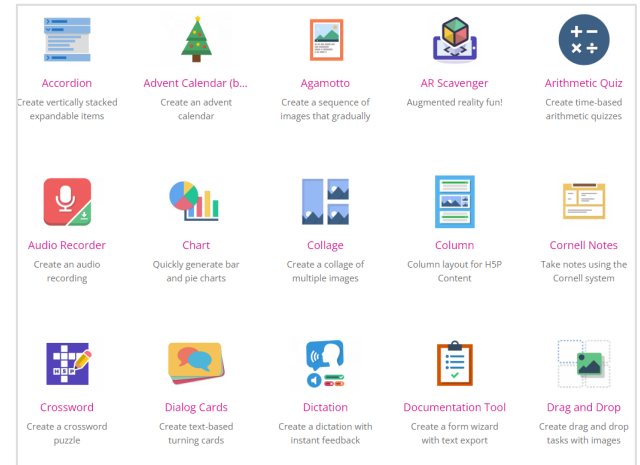 Accordion
Create vertically stacked
expandable items
Advent Calendar (b...
Create an advent
calendar
Agamotto
Create a sequence of
images that gradually
AR Scavenger
Augmented reality fun!
Arithmetic Quiz
Create time-based
arithmetic quizzes
Audio Recorder
Create an audio
recording
Chart
Quickly generate bar
and pie charts
Collage
Create a collage of
multiple images
Column
Column layout for H5P
Content
Cornell Notes
Take notes using the
Cornell system
H S P
Crossword
Create a crossword
puzzle
Dialog Cards
Create text-based
turning cards
Dictation
Create a dictation with
instant feedback
Documentation Tool
Create a form wizard
with text export
Drag and Drop
Create drag and drop
tasks with images